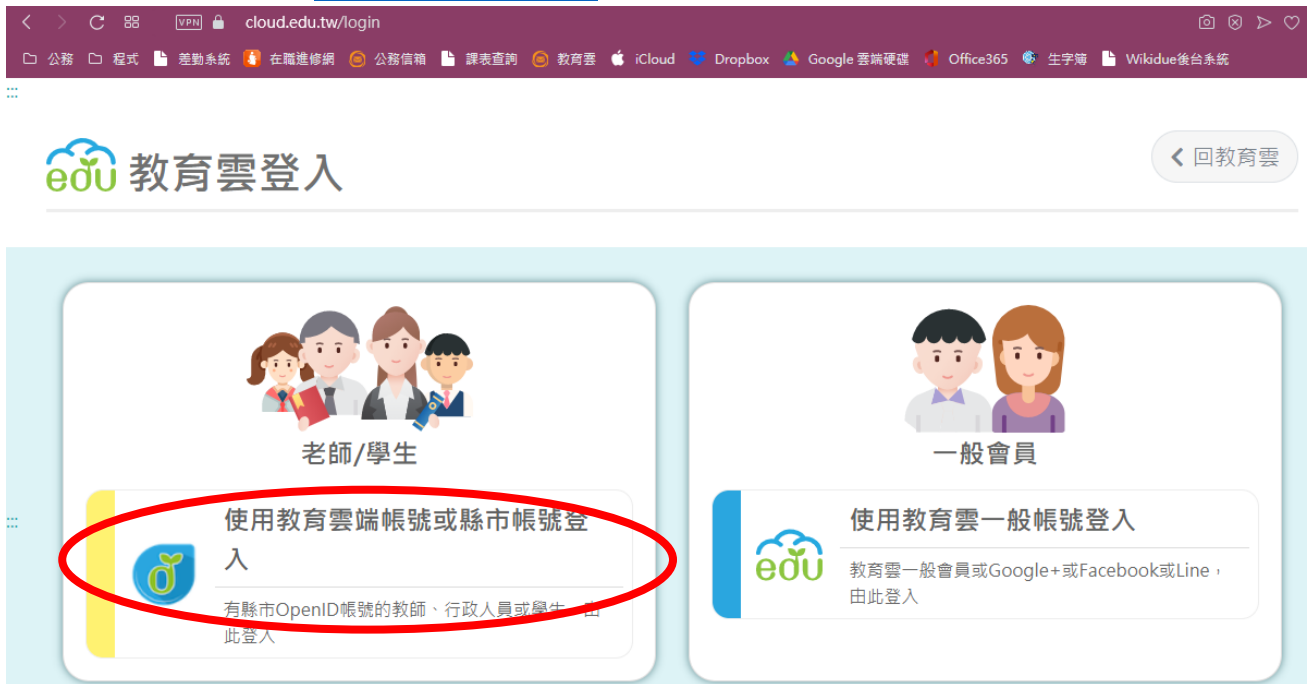 VPN cloud.edu.tw/login
公務 程式 差勤系統 在職進修網 公務信箱 課表查詢 教育雲 iCloud Dropbox Google 雲端硬碟 Office365 生字簿 Wikidue後台系統
edu 教育雲登入
回教育雲
老師/學生
使用教育雲端帳號或縣市帳號登
入
有縣市OpenID帳號的教師、行政人員或學生，由
此登入
一般會員
使用教育雲一般帳號登入
edu
教育雲一般會員或Google+或Facebook或Line，
由此登入